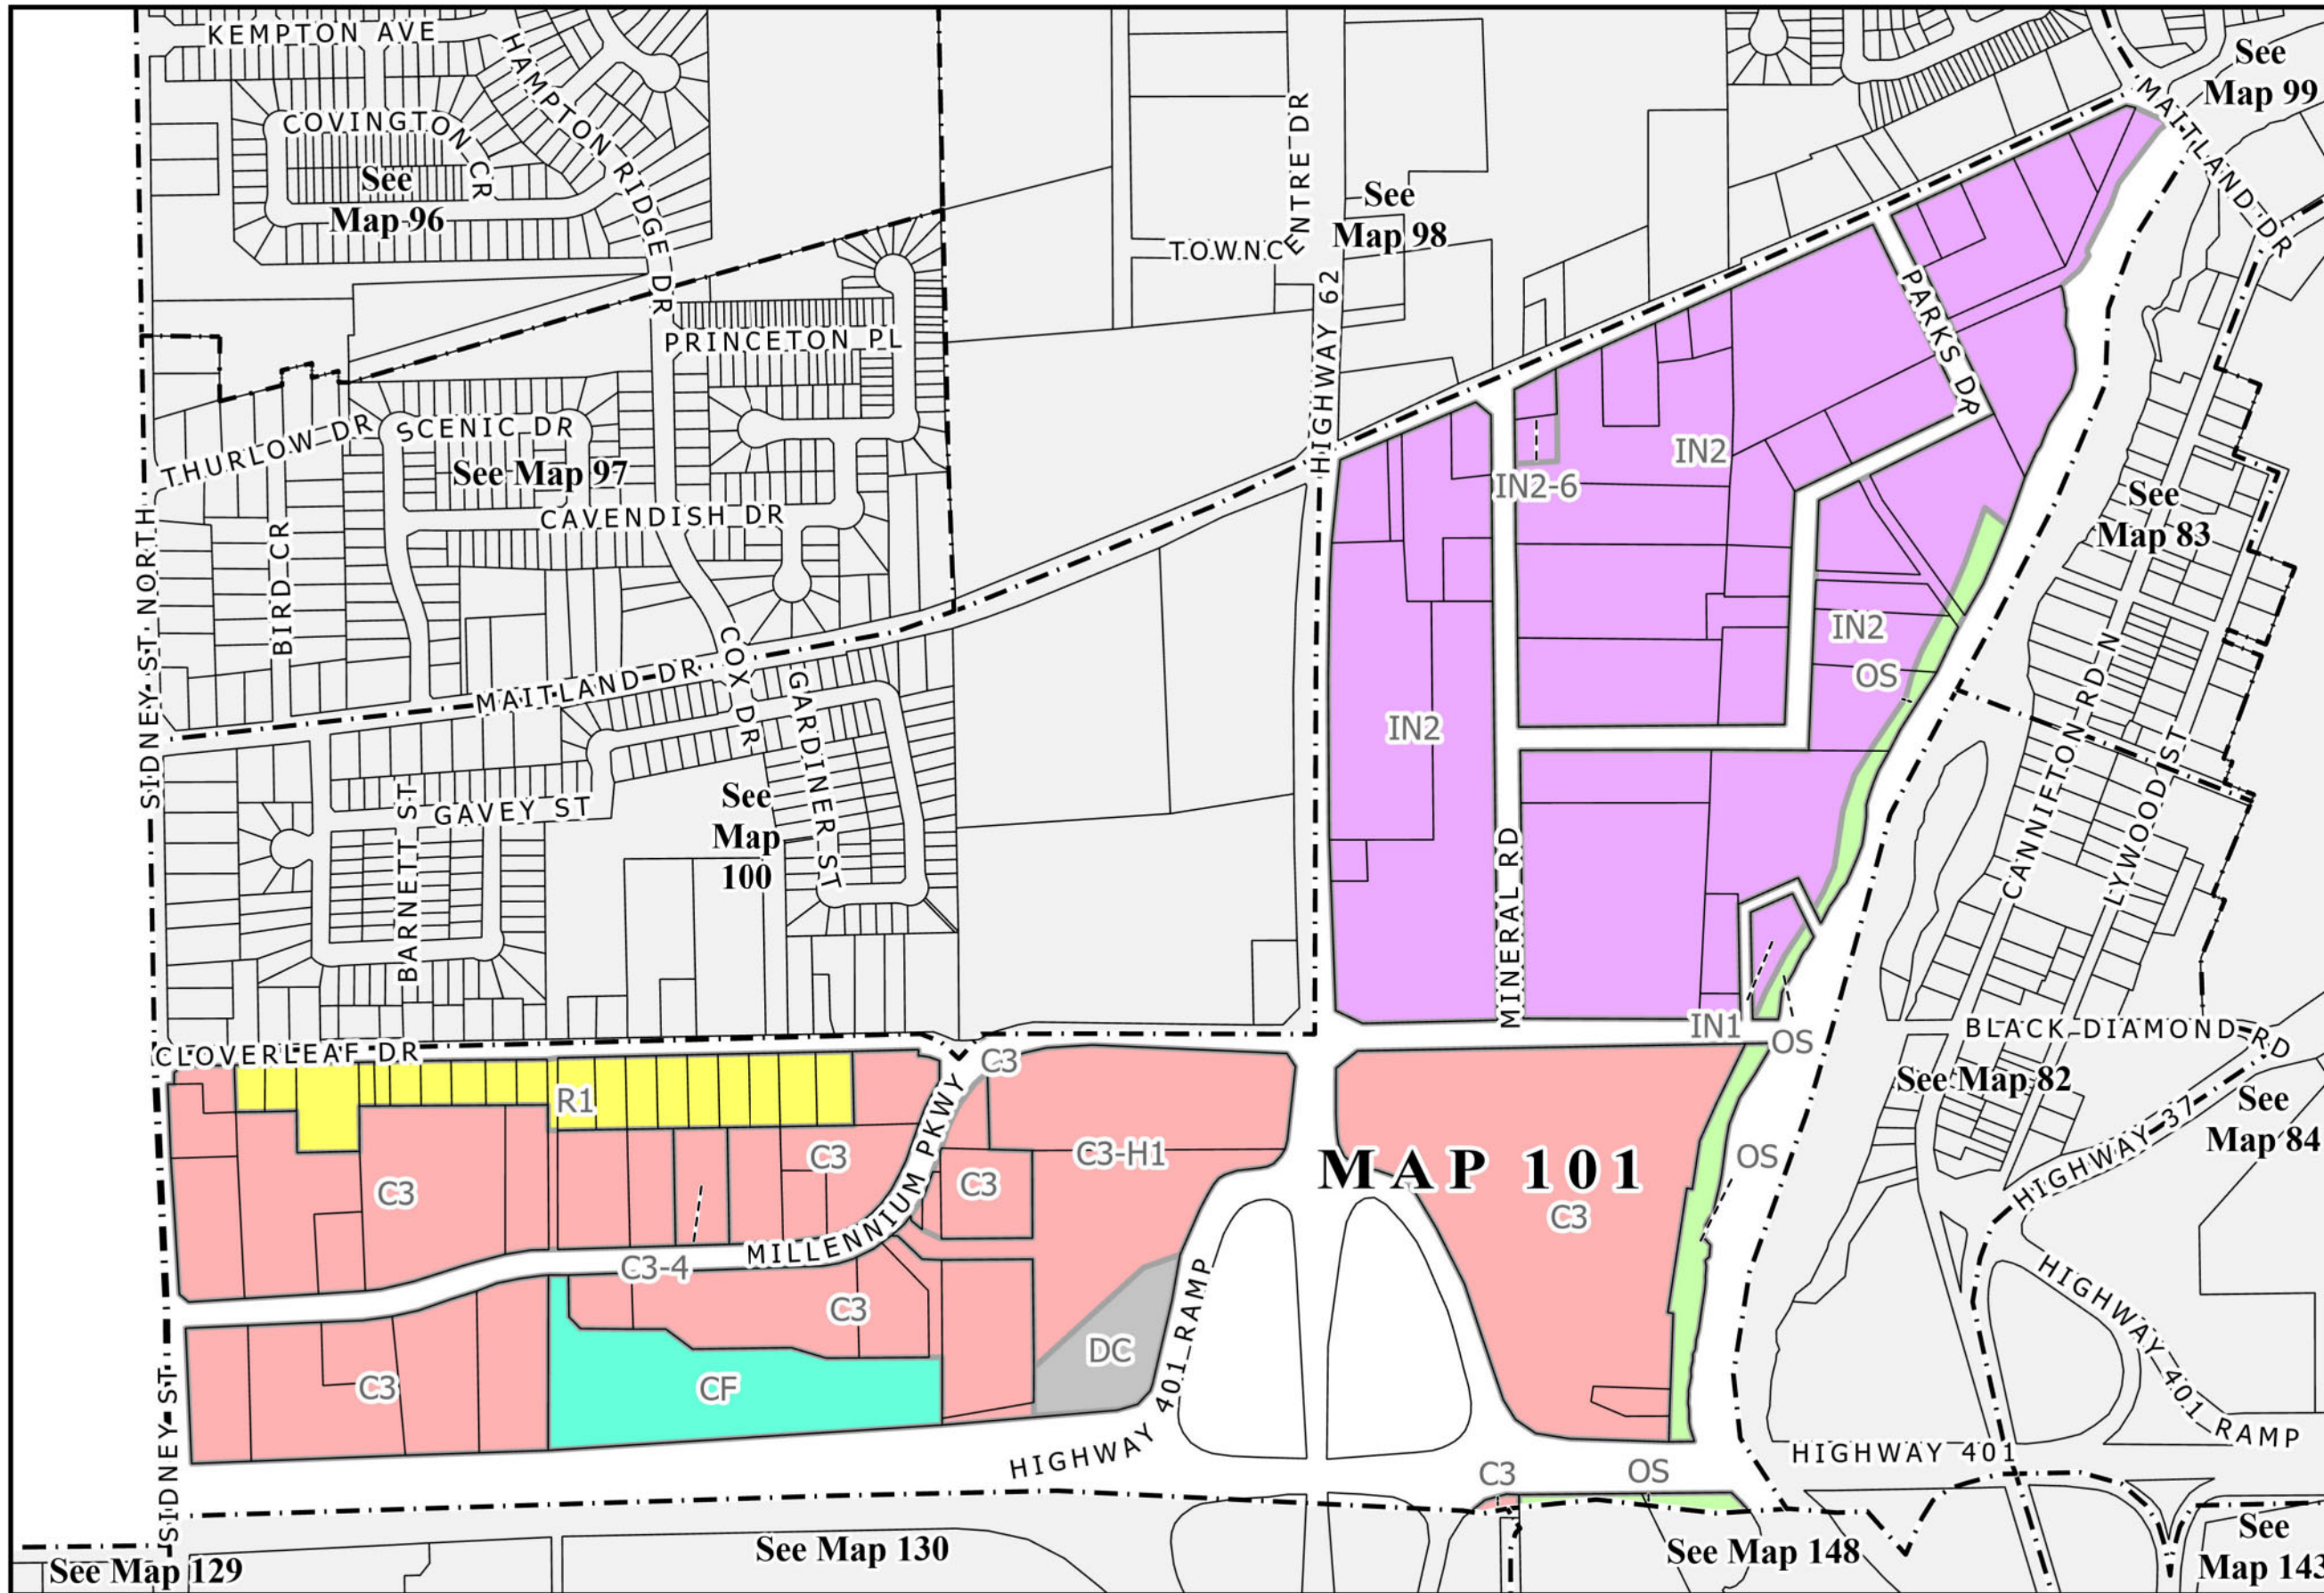 KEMPTON AVE
HAMPTON RIDGE DR
COVINGTON CR
See
Map 96
TOWN CENTRE DR
See
Map 98
See
Map 99
MAITLAND DR
HIGHWAY 62
PARKS DR
PRINCETON PL
THURLOW DR
SCENIC DR
See Map 97
CAVENDISH DR
SIDNEY ST NORTH
BIRD CR
IN2
IN2-6
See
Map 83
COX DR
MAITLAND DR
GARDINER ST
IN2
OS
IN2
CANNIFTON RD N
LYWOOD ST
BARNETT ST
GAVEY ST
See
Map
100
MINERAL RD
IN1
OS
BLACK DIAMOND RD
CLOVERLEAF DR
C3
R1
See Map 82
See
Map 84
HIGHWAY 37
MILLENNIUM PKWY
C3
C3-H1
MAP 101
OS
C3
C3
C3
C3-4
C3
DC
HIGHWAY 401 RAMP
HIGHWAY 401 RAMP
C3
CF
SIDNEY ST
HIGHWAY
HIGHWAY 401
C3
OS
See Map 129
See Map 130
See Map 148
See
Map 143